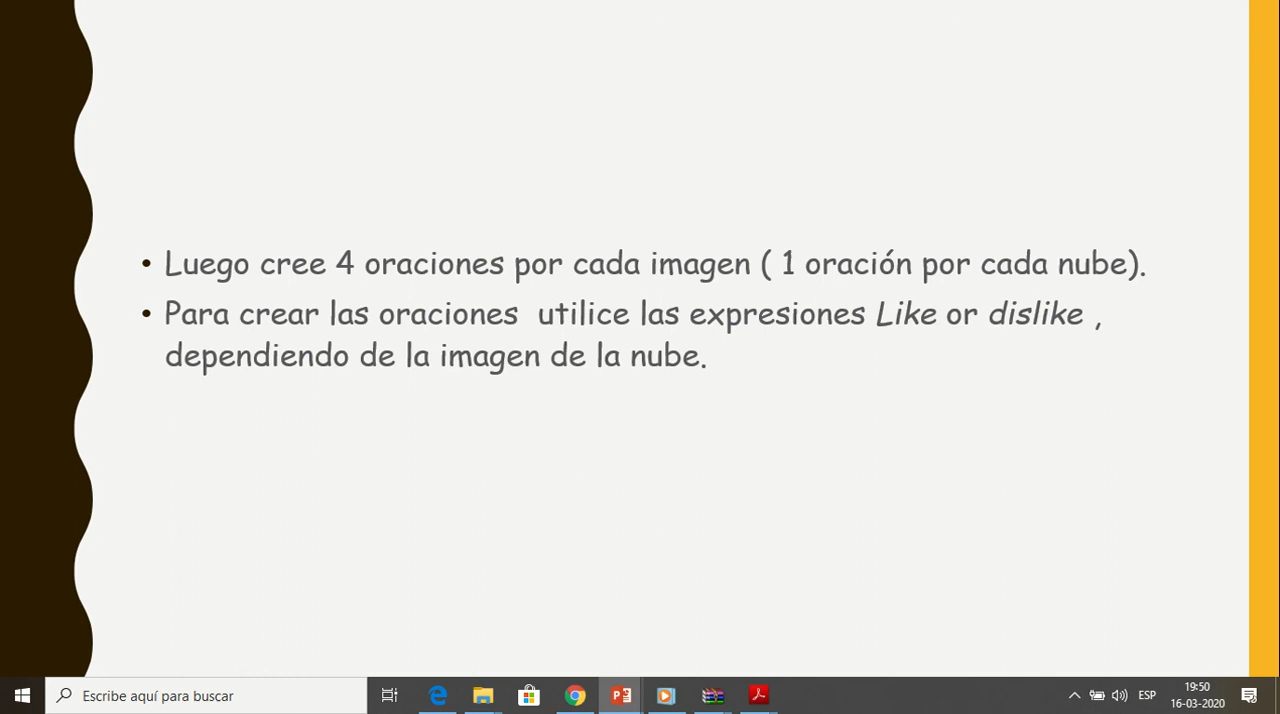 • Luego cree 4 oraciones por cada imagen ( 1 oración por cada nube).
• Para crear las oraciones  utilice las expresiones Like or dislike ,
dependiendo de la imagen de la nube.
Escribe aquí para buscar
ESP
19:50
16-03-2020